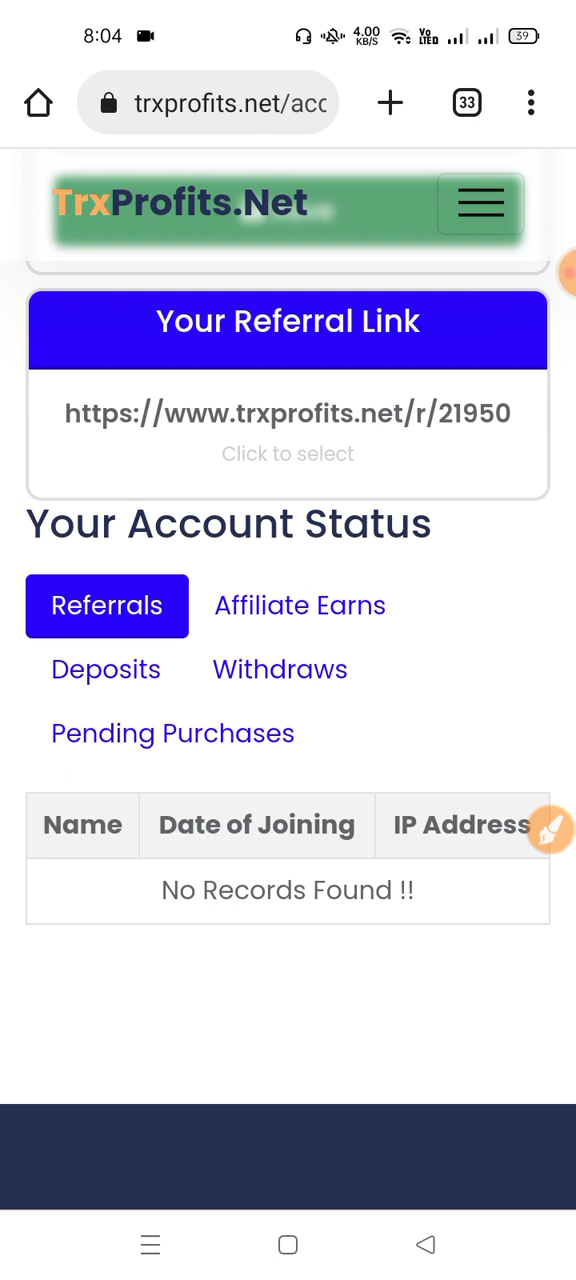 8:04
4.00 KB/S
Vo LTED
39
trxprofits.net/acc
33
TrxProfits.Net
Your Referral Link
https://www.trxprofits.net/r/21950
Click to select
Your Account Status
Referrals Affiliate Earns
Deposits Withdraws
Pending Purchases
Name Date of Joining IP Address
No Records Found !!